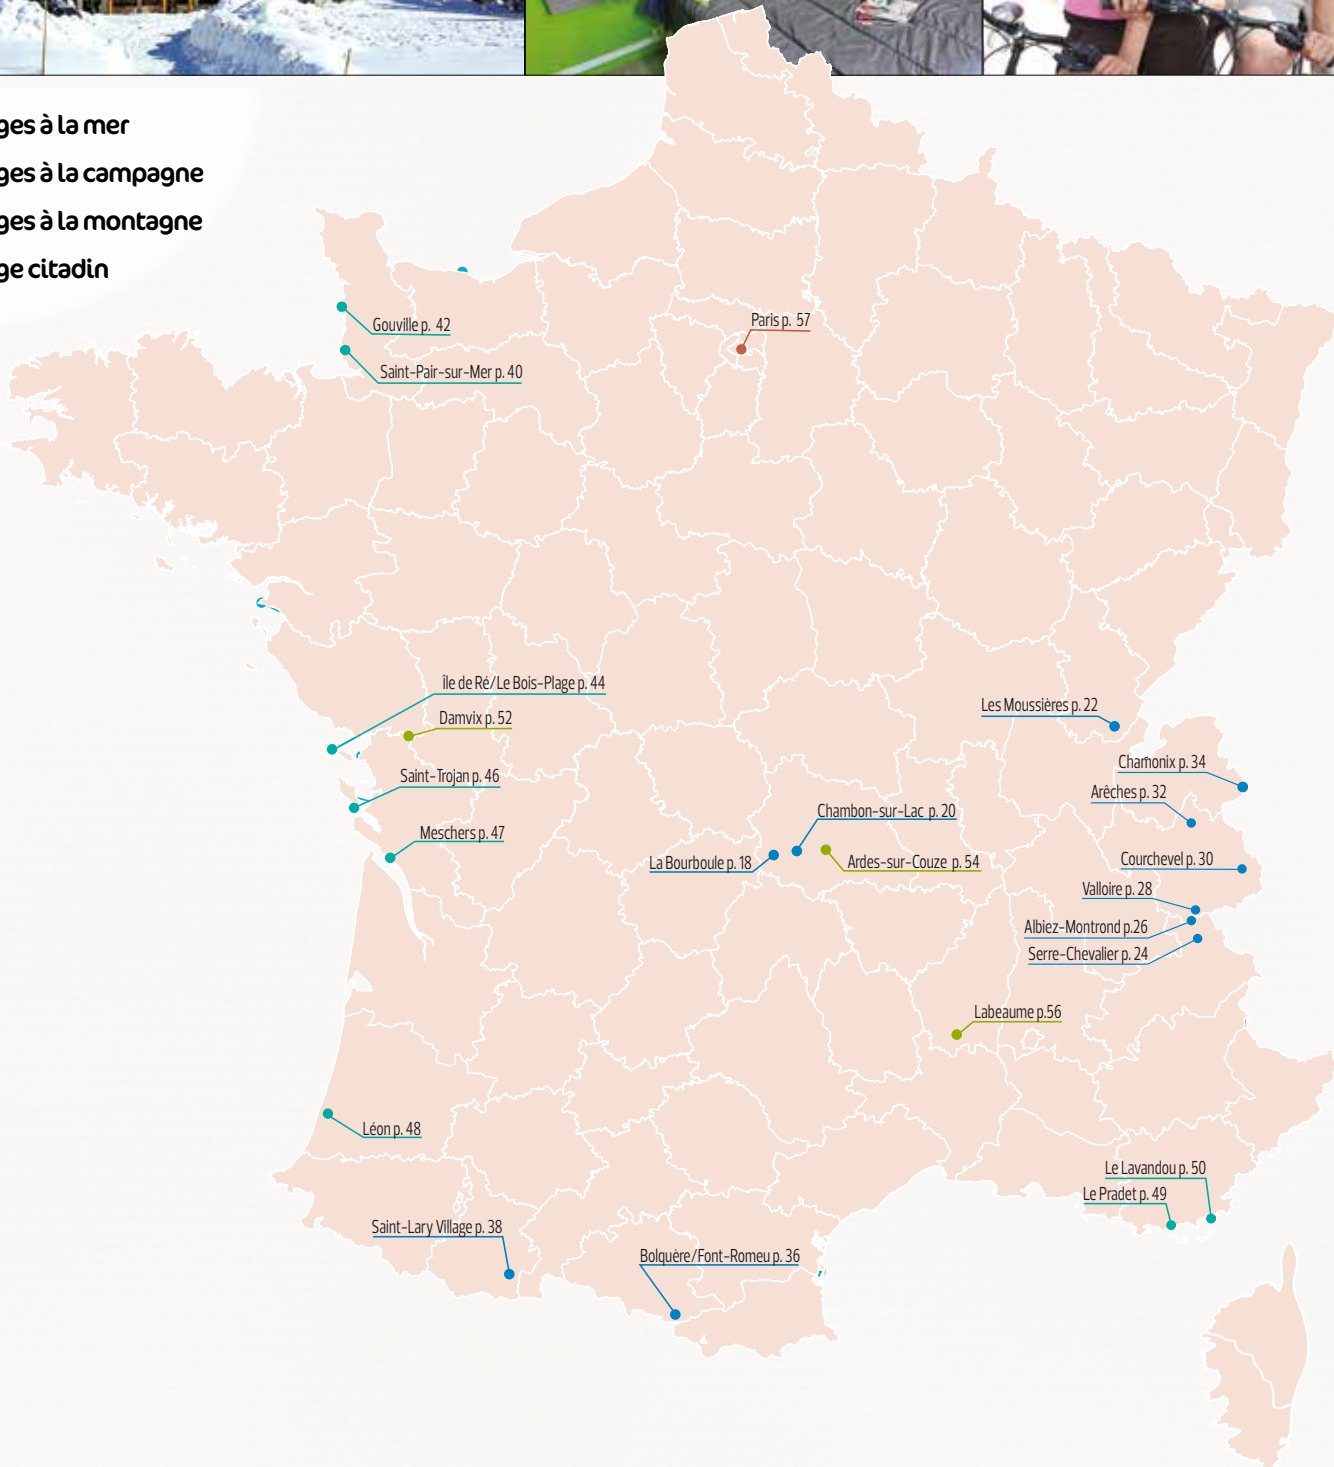 ges à la mer
ges à la campagne
ges à la montagne
ge citadin
Paris p. 57
Gouville p. 42
Saint-Pair-sur-Mer p. 40
Île de Ré/Le Bois-Plage p. 44
Les Moussières p. 22
Damvix p. 52
Chamonix p. 34
Saint-Trojan p. 46
Arêches p. 32
Chambon-sur-Lac p. 20
Meschers p. 47
La Bourboule p. 18
Ardes-sur-Couze p. 54
Courchevel p. 30
Valloire p. 28
Albiez-Montrond p.26
Serre-Chevalier p. 24
Labeaume p.56
Léon p. 48
Le Lavandou p. 50
Le Pradet p. 49
Saint-Lary Village p. 38
Bolquère/Font-Romeu p. 36